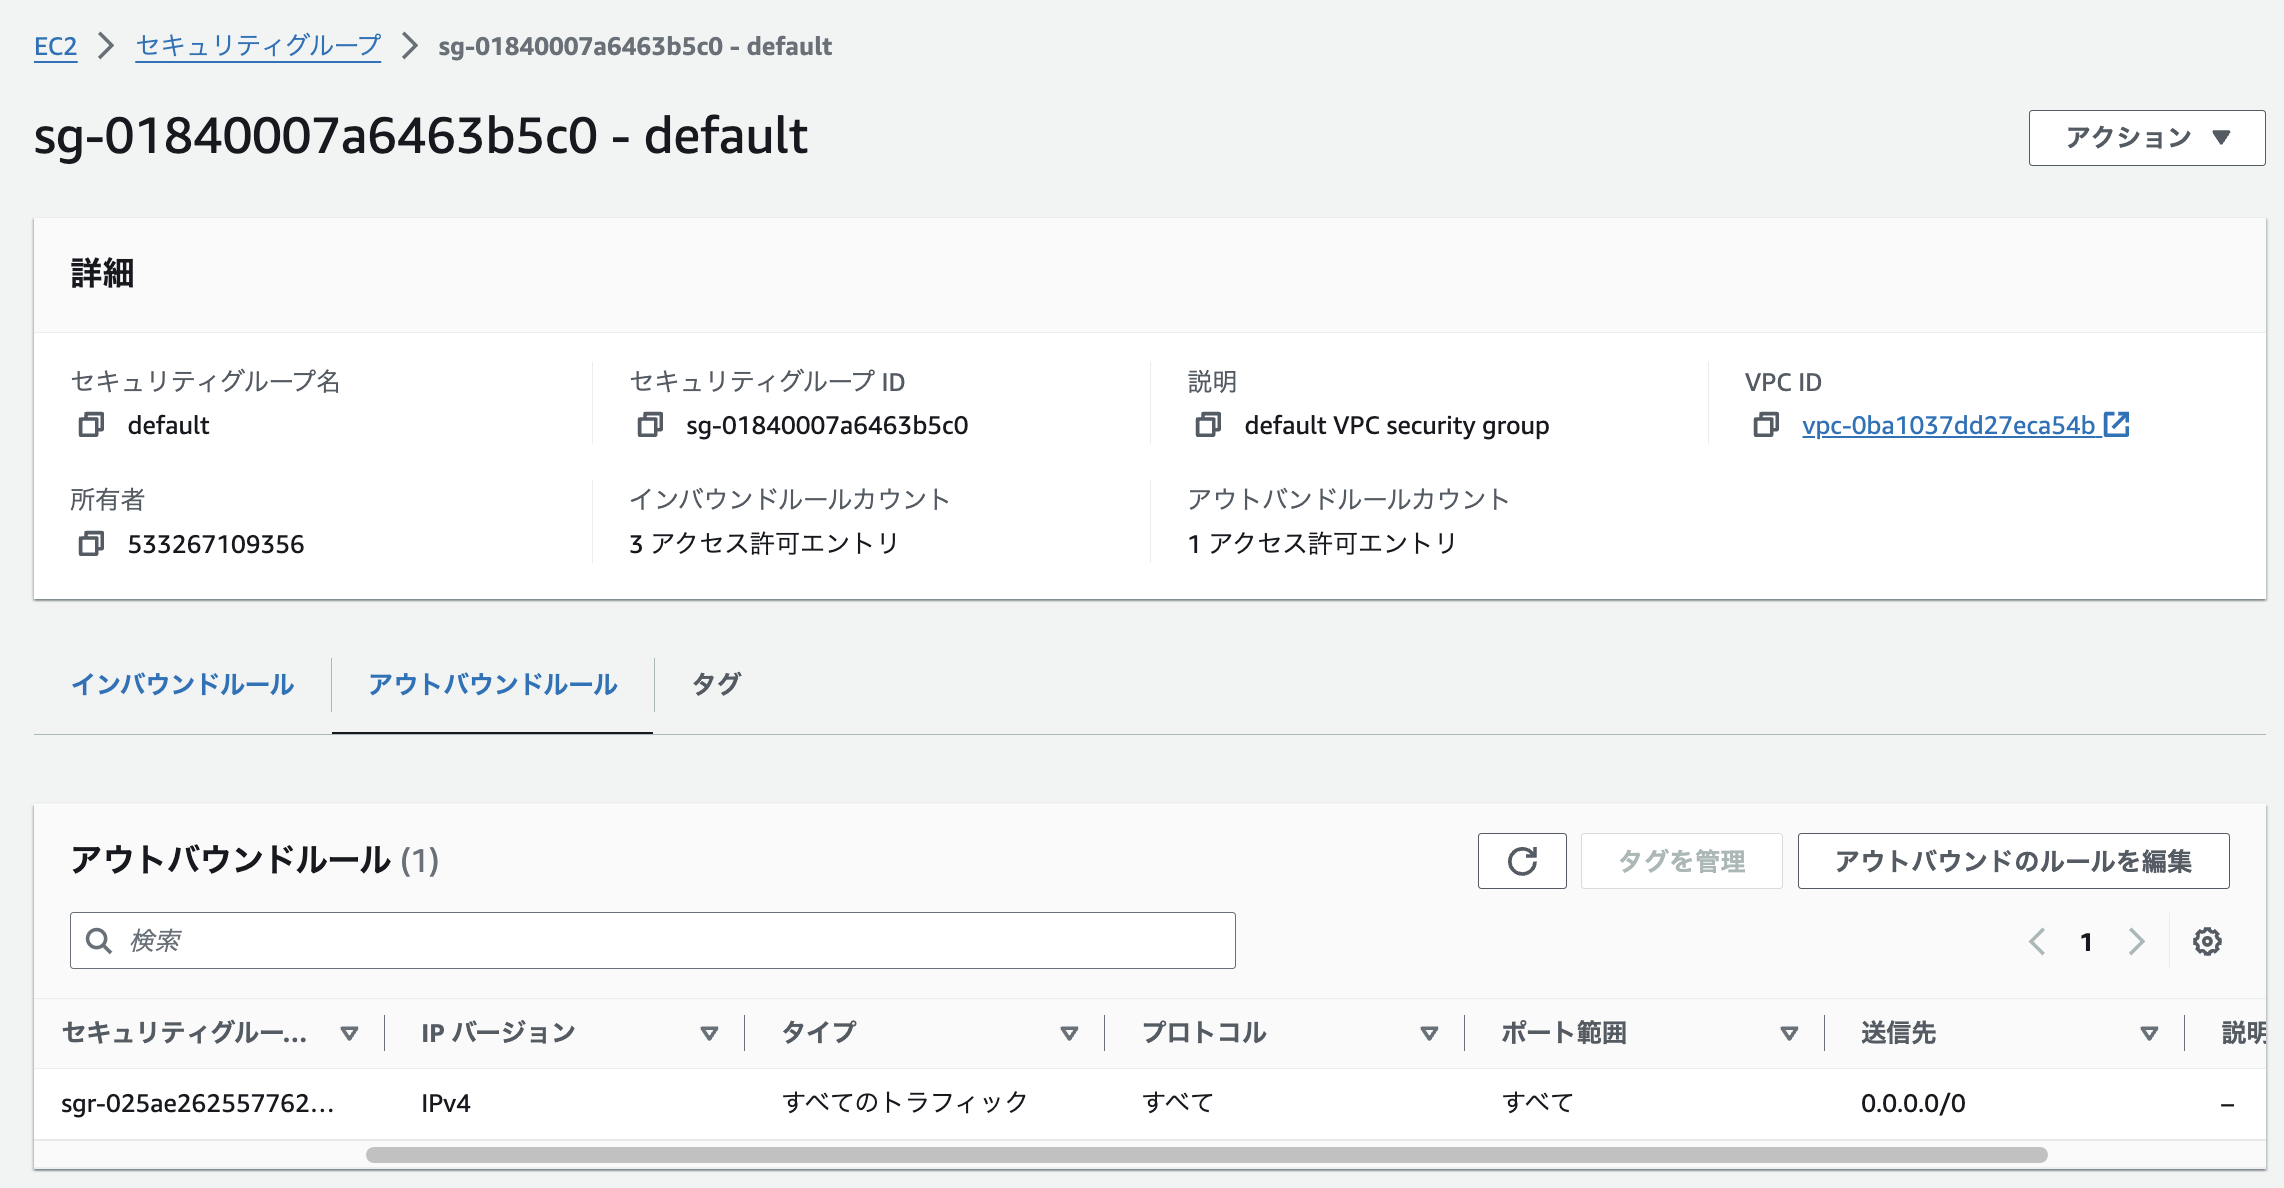 EC2 > セキュリティグループ > sg-01840007a6463b5c0 - default
sg-01840007a6463b5c0 - default
アクション
詳細
セキュリティグループ名
default
セキュリティグループ ID
sg-01840007a6463b5c0
説明
default VPC security group
VPC ID
vpc-0ba1037dd27eca54b
所有者
533267109356
インバウンドルールカウント
3 アクセス許可エントリ
アウトバンドルールカウント
1 アクセス許可エントリ
インバウンドルール アウトバウンドルール タグ
アウトバウンドルール (1)
タグを管理 アウトバウンドのルールを編集
検索
1
セキュリティグルー... IP バージョン タイプ プロトコル ポート範囲 送信先 説明
sgr-025ae262557762... IPv4 すべてのトラフィック すべて すべて 0.0.0.0/0 –